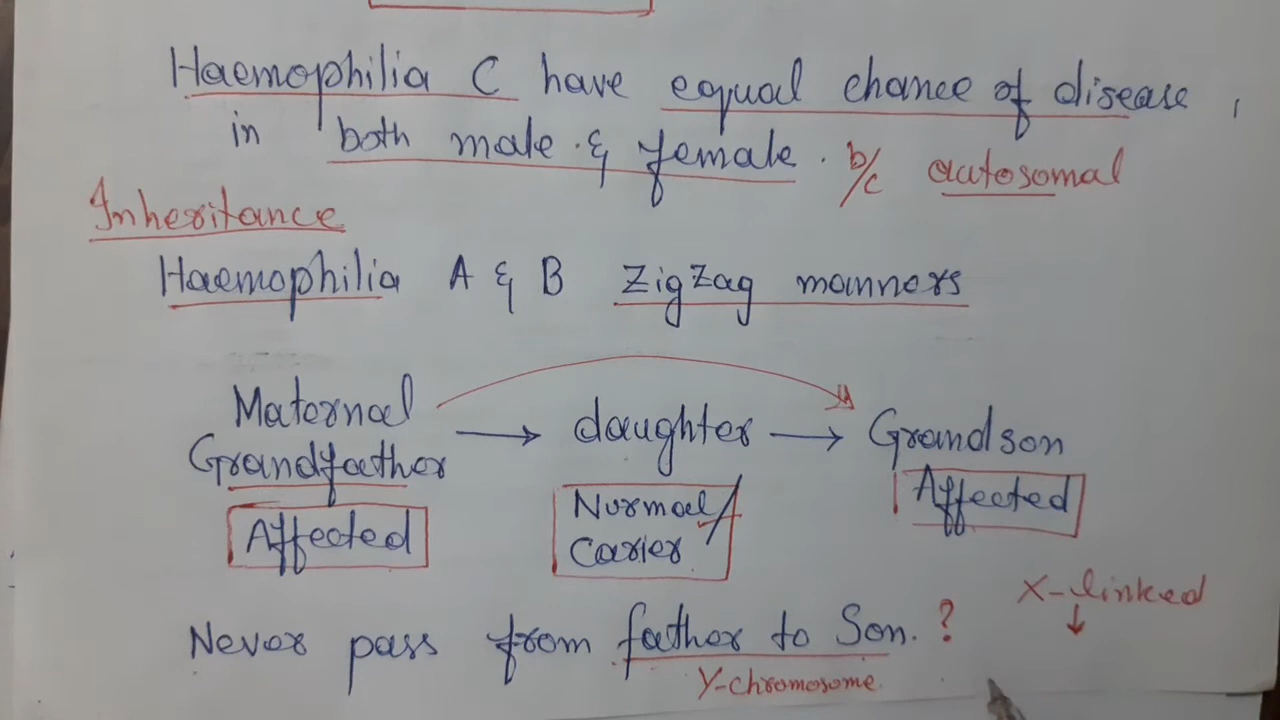 Haemophilia C have equal chance of disease
in both male & female. b/c autosomal
Inheritance
Haemophilia A & B ZigZag manners
Maternal
Grandfather → daughter → Grandson
Affected
Normal/
Carier
Affected
X-linked
Never pass from father to Son. ?
Y-chromosome.